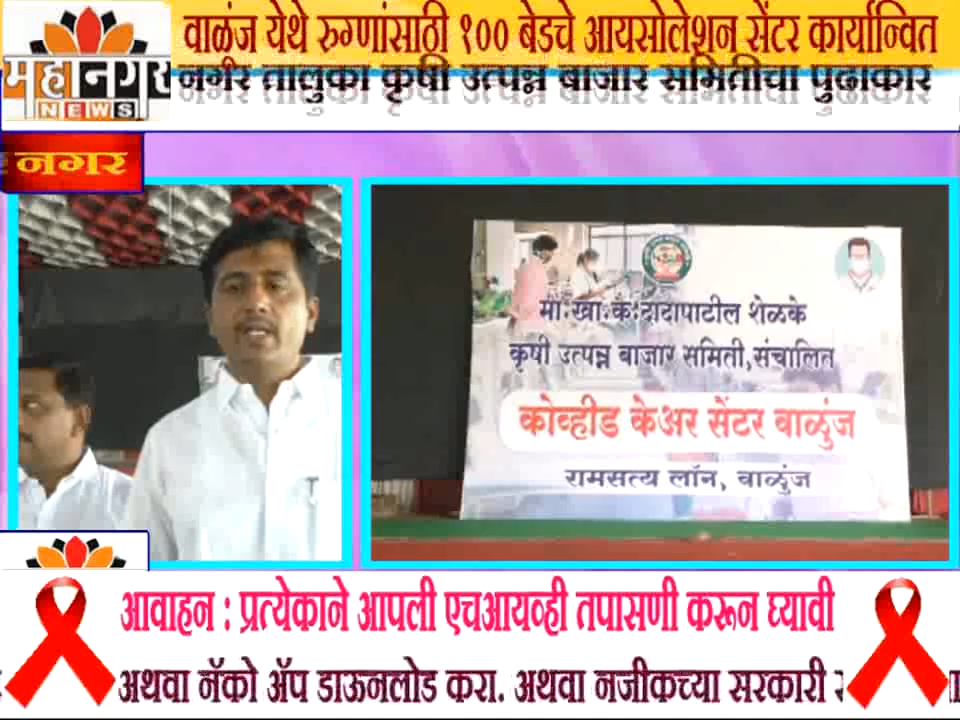 वाळुंज येथे रुग्णांसाठी १०० बेडचे आयसोलेशन सेंटर कार्यान्वित
महानगर
NEWS
नगर तालुका कृषी उत्पन्न बाजार समितीचा पुढाकार
नगर
मा.खा.कै.दादापाटील शेळके
कृषी उत्पन्न बाजार समिती,संचालित
कोव्हीड केअर सेंटर वाळुंज
रामसत्य लॉन, वाळुंज
आवाहन : प्रत्येकाने आपली एचआयव्ही तपासणी करून घ्यावी
अथवा नॅको ॲप डाऊनलोड करा. अथवा नजीकच्या सरकारी